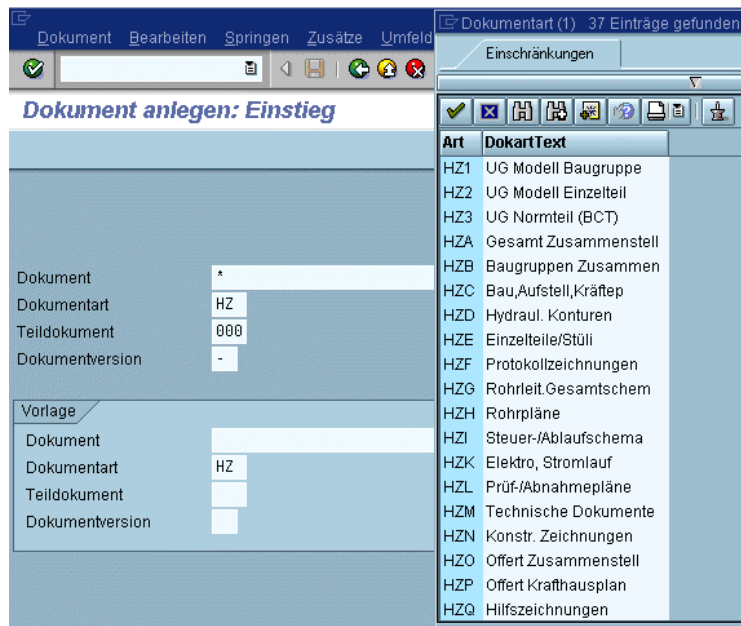 Dokument Bearbeiten Springen Zusätze Umfeld
Dokument anlegen: Einstieg
Dokument *
Dokumentart HZ
Teildokument 000
Dokumentversion -
Vorlage
Dokument
Dokumentart HZ
Teildokument
Dokumentversion
Dokumentart (1) 37 Einträge gefunden
Einschränkungen
Art DokartText
HZ1 UG Modell Baugruppe
HZ2 UG Modell Einzelteil
HZ3 UG Normteil (BCT)
HZA Gesamt Zusammenstell
HZB Baugruppen Zusammen
HZC Bau,Aufstell,Kräftep
HZD Hydraul. Konturen
HZE Einzelteile/Stüli
HZF Protokollzeichnungen
HZG Rohrleit.Gesamtschem
HZH Rohrpläne
HZI Steuer-/Ablaufschema
HZK Elektro, Stromlauf
HZL Prüf-/Abnahmepläne
HZM Technische Dokumente
HZN Konstr. Zeichnungen
HZO Offert Zusammenstell
HZP Offert Krafthausplan
HZQ Hilfszeichnungen